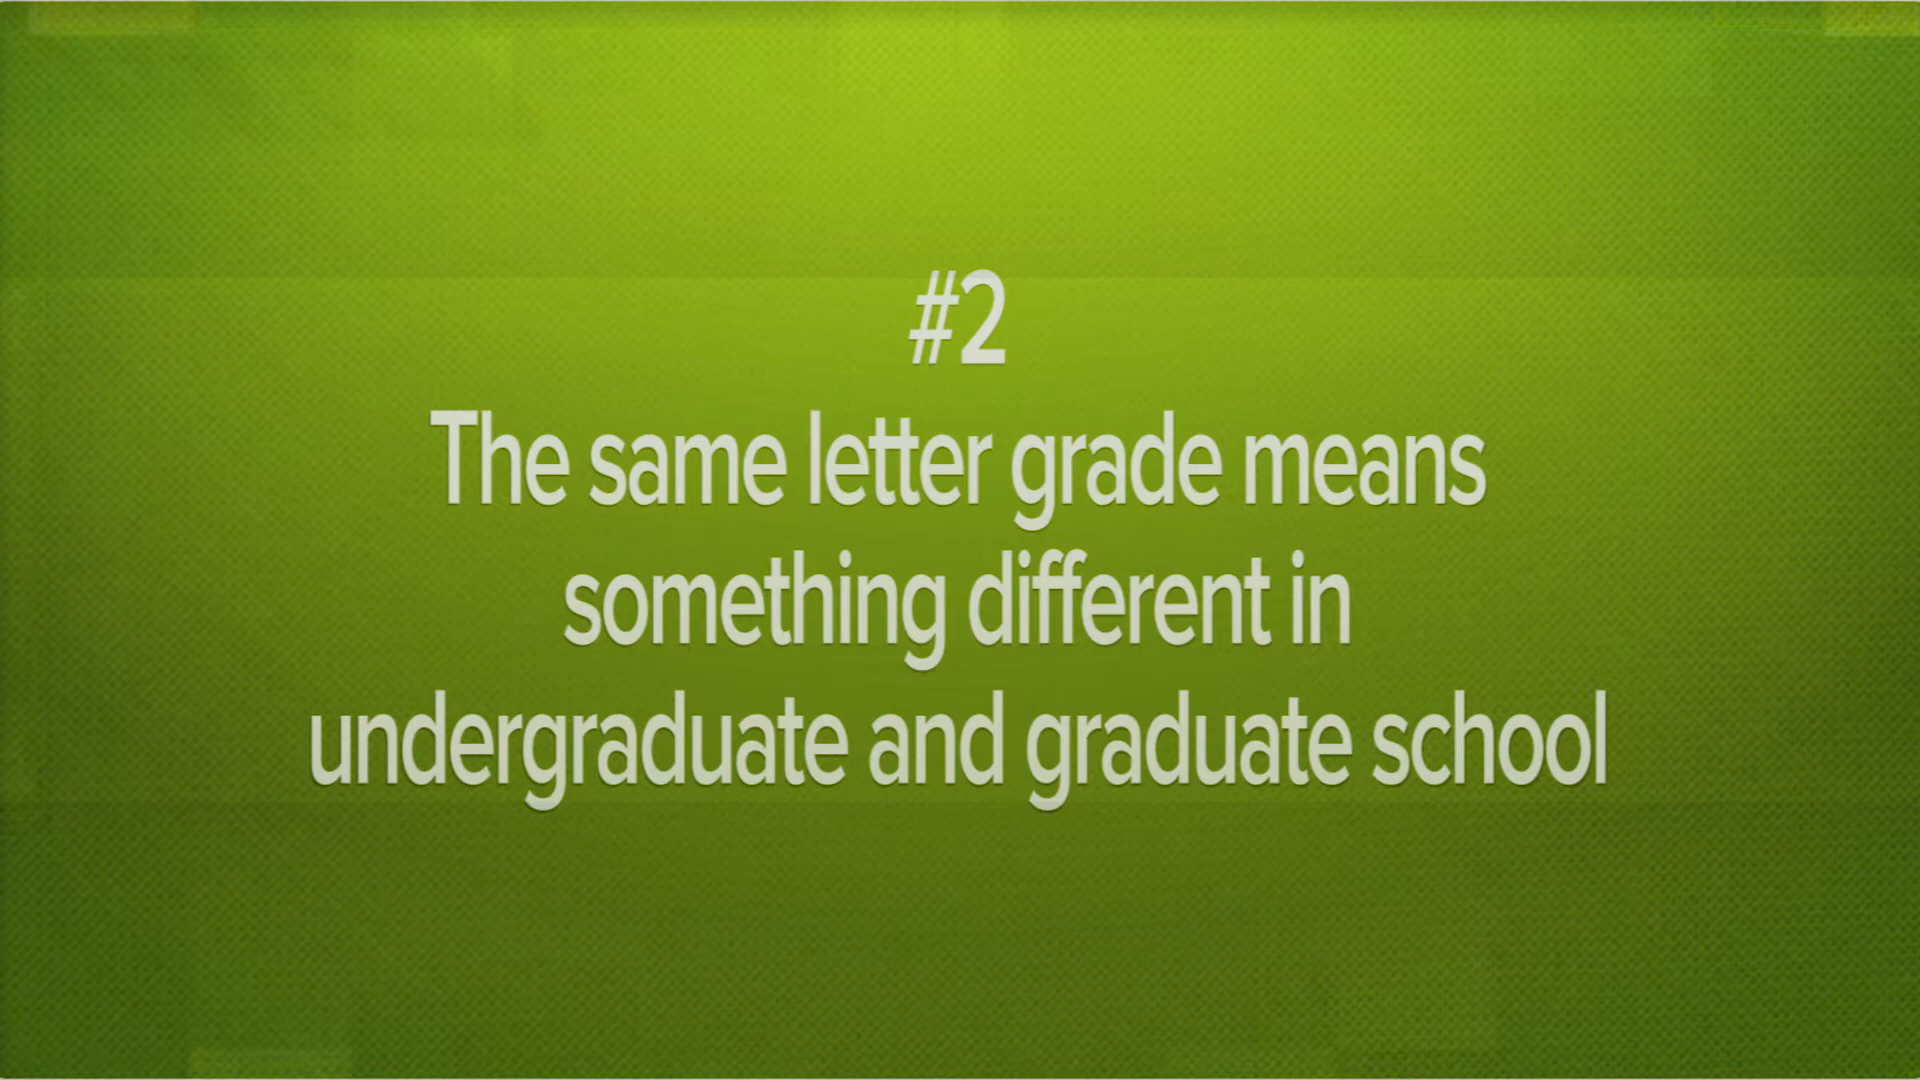 #2
The same letter grade means
something different in
undergraduate and graduate school